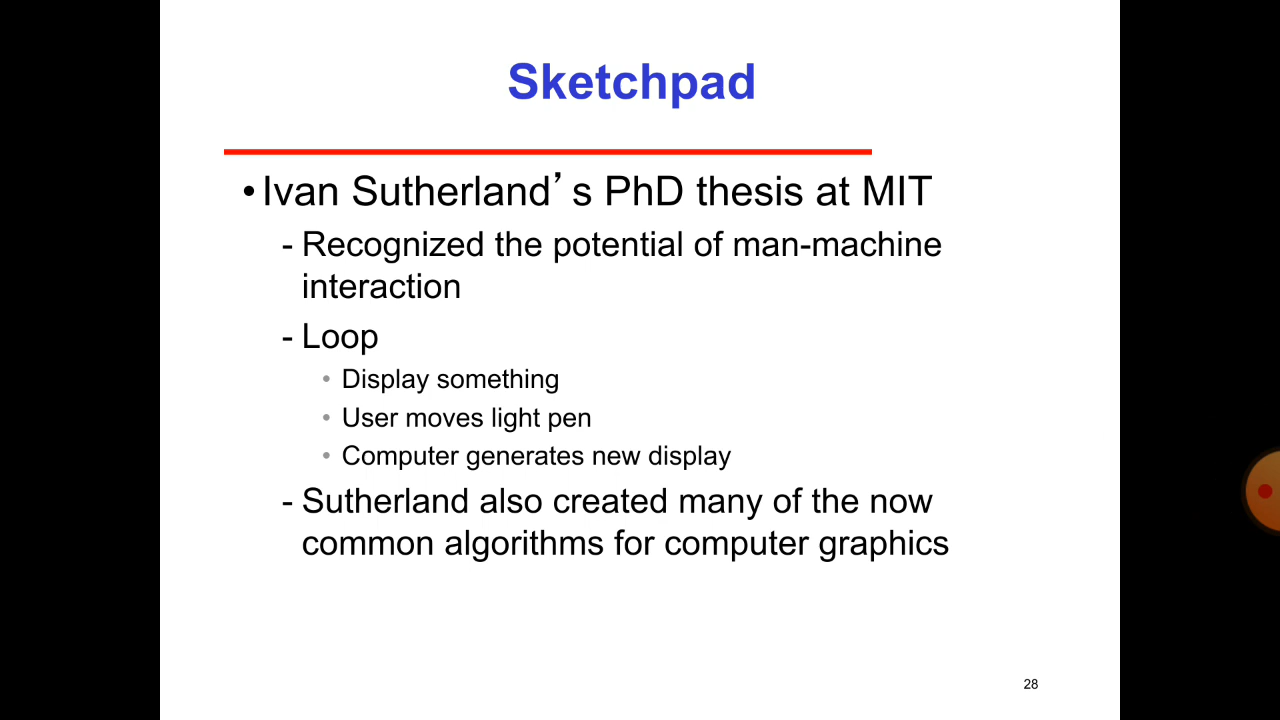 Sketchpad
• Ivan Sutherland’s PhD thesis at MIT
- Recognized the potential of man-machine
interaction
- Loop
• Display something
• User moves light pen
• Computer generates new display
- Sutherland also created many of the now
common algorithms for computer graphics
28